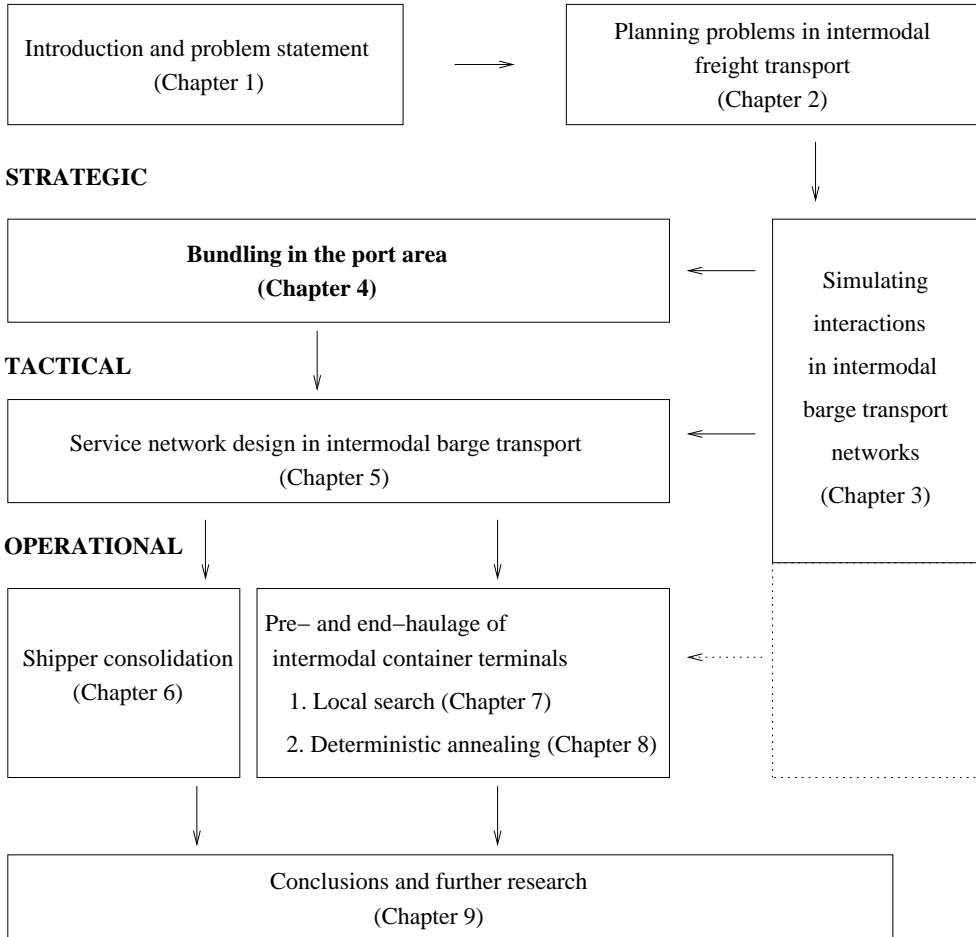 Introduction and problem statement
(Chapter 1)
Planning problems in intermodal
freight transport
(Chapter 2)
STRATEGIC
Bundling in the port area
(Chapter 4)
Simulating
interactions
in intermodal
barge transport
networks
(Chapter 3)
TACTICAL
Service network design in intermodal barge transport
(Chapter 5)
OPERATIONAL
Shipper consolidation
(Chapter 6)
Pre− and end−haulage of
intermodal container terminals
1. Local search (Chapter 7)
2. Deterministic annealing (Chapter 8)
Conclusions and further research
(Chapter 9)